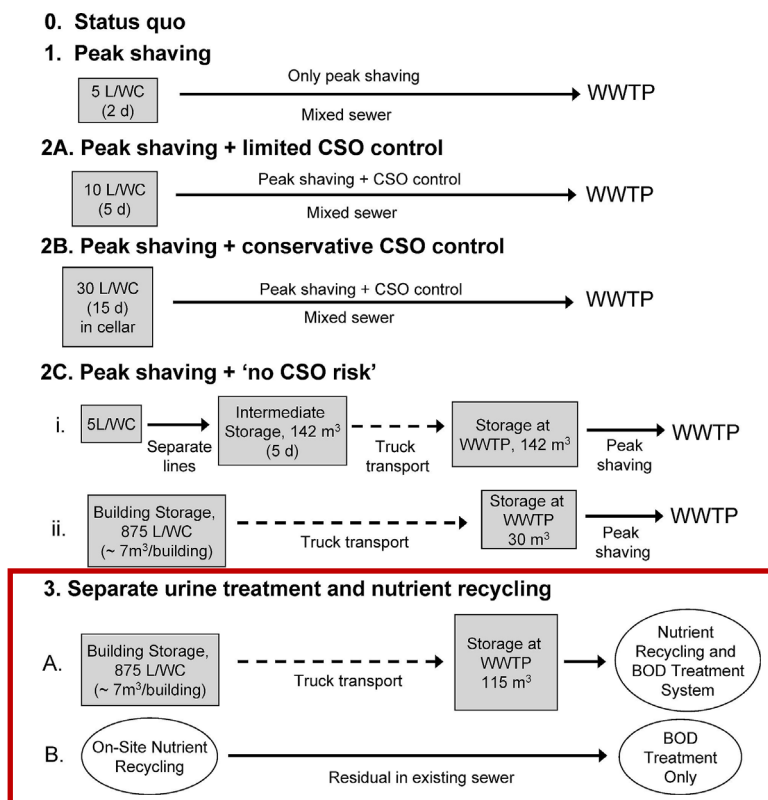 0. Status quo
1. Peak shaving
5 L/WC
(2 d)
Only peak shaving
Mixed sewer
WWTP
2A. Peak shaving + limited CSO control
10 L/WC
(5 d)
Peak shaving + CSO control
Mixed sewer
WWTP
2B. Peak shaving + conservative CSO control
30 L/WC
(15 d)
in cellar
Peak shaving + CSO control
Mixed sewer
WWTP
2C. Peak shaving + ‘no CSO risk’
i.
5L/WC
Separate
lines
Intermediate
Storage, 142 m³
(5 d)
Truck
transport
Storage at
WWTP, 142 m³
Peak
shaving
WWTP
ii.
Building Storage,
875 L/WC
(~ 7m³/building)
Truck transport
Storage at
WWTP
30 m³
Peak
shaving
WWTP
3. Separate urine treatment and nutrient recycling
A.
Building Storage,
875 L/WC
(~ 7m³/building)
Truck transport
Storage at
WWTP
115 m³
Nutrient
Recycling and
BOD Treatment
System
B.
On-Site Nutrient
Recycling
Residual in existing sewer
BOD
Treatment
Only